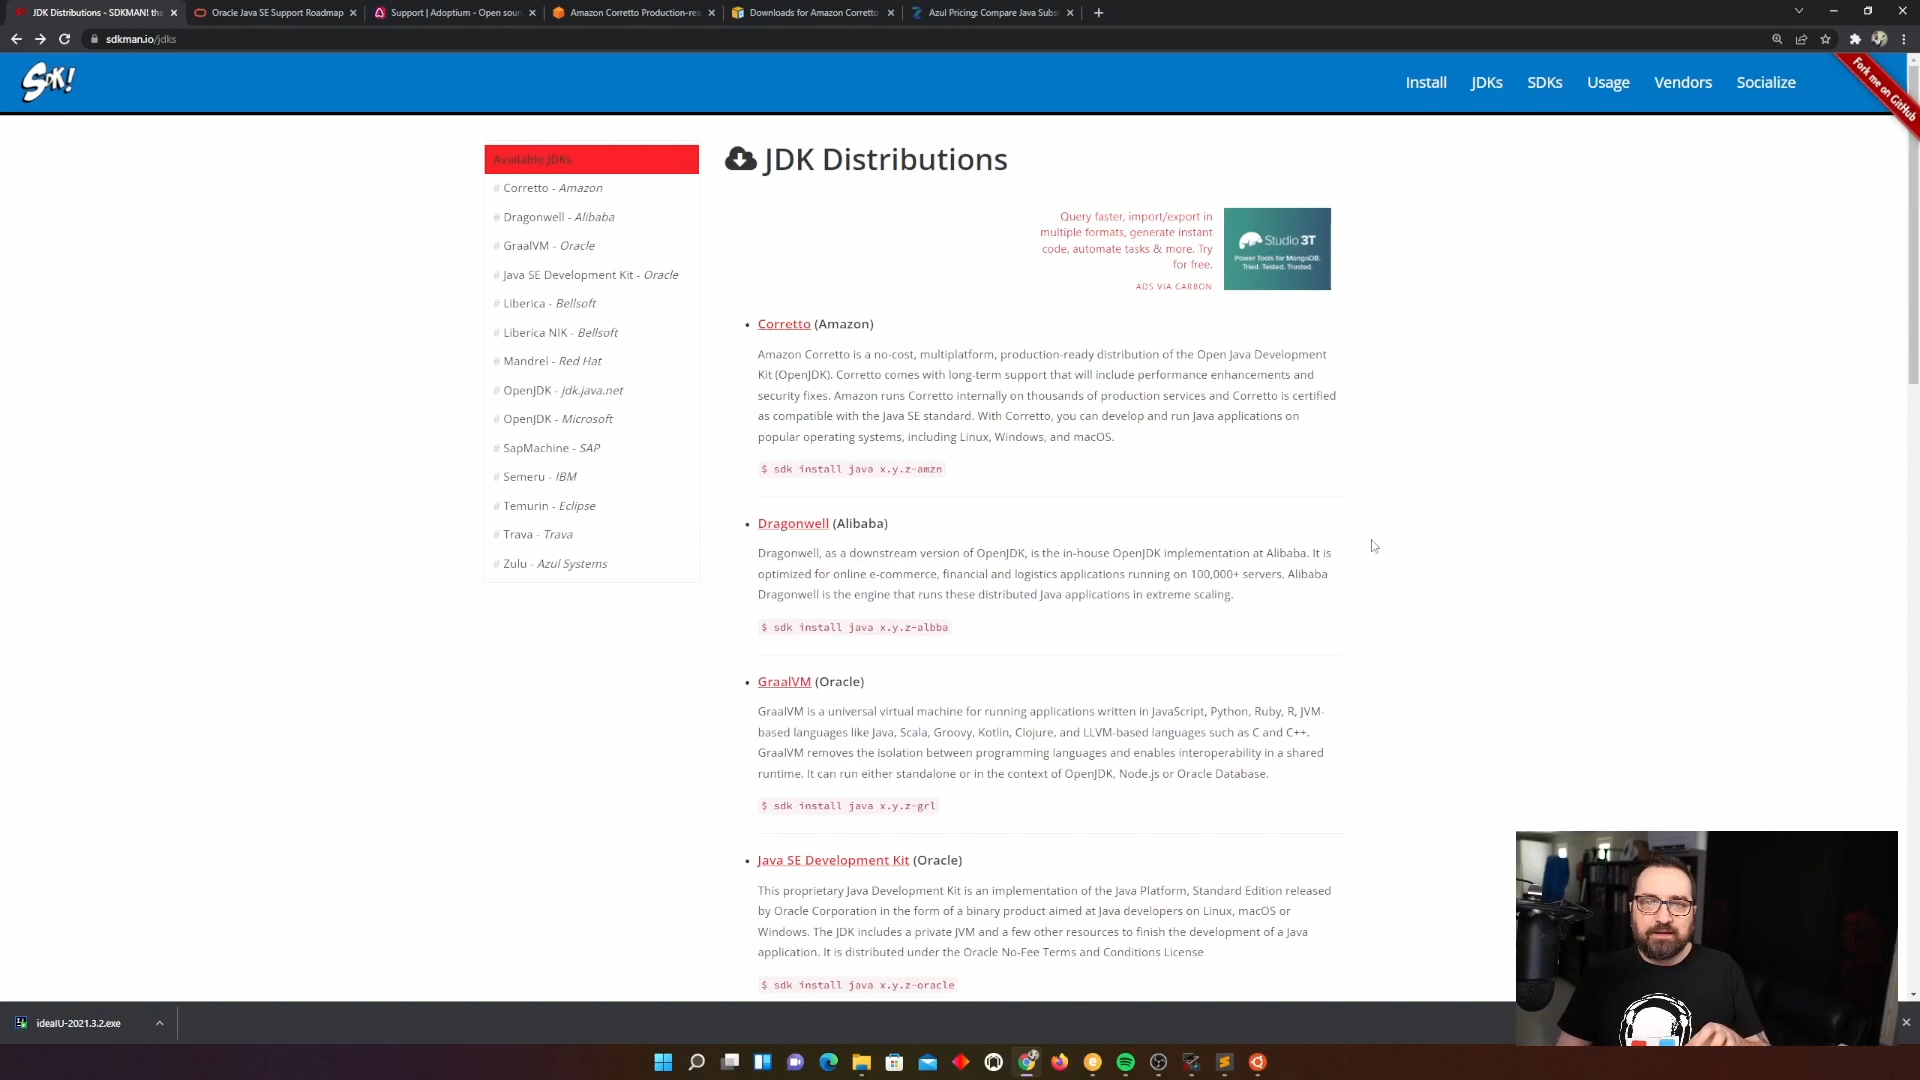 JDK Distributions - SDKMAN! the
Oracle Java SE Support Roadmap
Support | Adoptium - Open sour
Amazon Corretto Production-rea
Downloads for Amazon Corretto
Azul Pricing: Compare Java Subs
sdkman.io/jdks
SDK!
Install
JDKs
SDKs
Usage
Vendors
Socialize
Fork me on GitHub
Available JDKs
# Corretto - Amazon
# Dragonwell - Alibaba
# GraalVM - Oracle
# Java SE Development Kit - Oracle
# Liberica - Bellsoft
# Liberica NIK - Bellsoft
# Mandrel - Red Hat
# OpenJDK - jdk.java.net
# OpenJDK - Microsoft
# SapMachine - SAP
# Semeru - IBM
# Temurin - Eclipse
# Trava - Trava
# Zulu - Azul Systems
JDK Distributions
Query faster, import/export in
multiple formats, generate instant
code, automate tasks & more. Try
for free.
ADS VIA CARBON
Studio 3T
Power Tools for MongoDB.
Tried. Tested. Trusted.
• Corretto (Amazon)
Amazon Corretto is a no-cost, multiplatform, production-ready distribution of the Open Java Development
Kit (OpenJDK). Corretto comes with long-term support that will include performance enhancements and
security fixes. Amazon runs Corretto internally on thousands of production services and Corretto is certified
as compatible with the Java SE standard. With Corretto, you can develop and run Java applications on
popular operating systems, including Linux, Windows, and macOS.
$ sdk install java x.y.z-amzn
• Dragonwell (Alibaba)
Dragonwell, as a downstream version of OpenJDK, is the in-house OpenJDK implementation at Alibaba. It is
optimized for online e-commerce, financial and logistics applications running on 100,000+ servers. Alibaba
Dragonwell is the engine that runs these distributed Java applications in extreme scaling.
$ sdk install java x.y.z-albba
• GraalVM (Oracle)
GraalVM is a universal virtual machine for running applications written in JavaScript, Python, Ruby, R, JVM-
based languages like Java, Scala, Groovy, Kotlin, Clojure, and LLVM-based languages such as C and C++.
GraalVM removes the isolation between programming languages and enables interoperability in a shared
runtime. It can run either standalone or in the context of OpenJDK, Node.js or Oracle Database.
$ sdk install java x.y.z-grl
• Java SE Development Kit (Oracle)
This proprietary Java Development Kit is an implementation of the Java Platform, Standard Edition released
by Oracle Corporation in the form of a binary product aimed at Java developers on Linux, macOS or
Windows. The JDK includes a private JVM and a few other resources to finish the development of a Java
application. It is distributed under the Oracle No-Fee Terms and Conditions License
$ sdk install java x.y.z-oracle
ideaIU-2021.3.2.exe